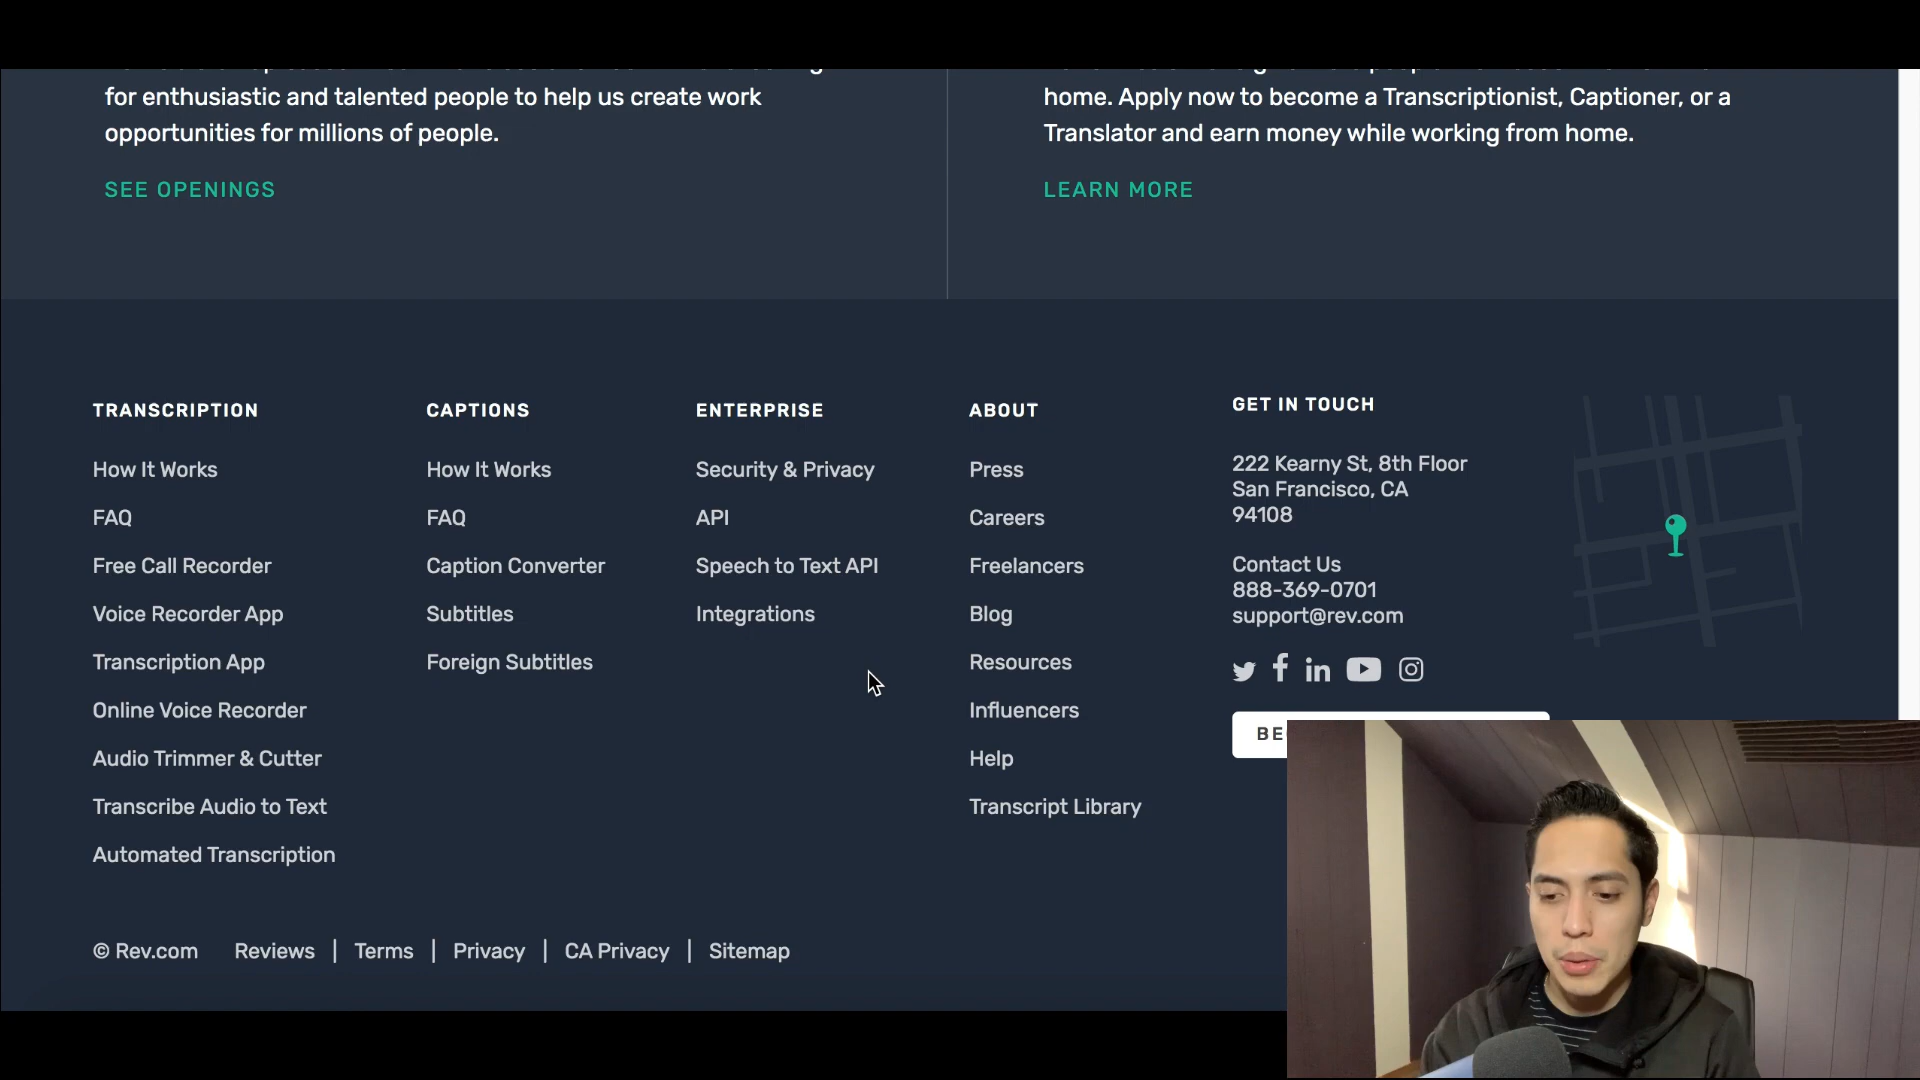 for enthusiastic and talented people to help us create work
opportunities for millions of people.
SEE OPENINGS
home. Apply now to become a Transcriptionist, Captioner, or a
Translator and earn money while working from home.
LEARN MORE
TRANSCRIPTION
How It Works
FAQ
Free Call Recorder
Voice Recorder App
Transcription App
Online Voice Recorder
Audio Trimmer & Cutter
Transcribe Audio to Text
Automated Transcription
CAPTIONS
How It Works
FAQ
Caption Converter
Subtitles
Foreign Subtitles
ENTERPRISE
Security & Privacy
API
Speech to Text API
Integrations
ABOUT
Press
Careers
Freelancers
Blog
Resources
Influencers
Help
Transcript Library
GET IN TOUCH
222 Kearny St, 8th Floor
San Francisco, CA
94108
Contact Us
888-369-0701
support@rev.com
BE
© Rev.com Reviews | Terms | Privacy | CA Privacy | Sitemap